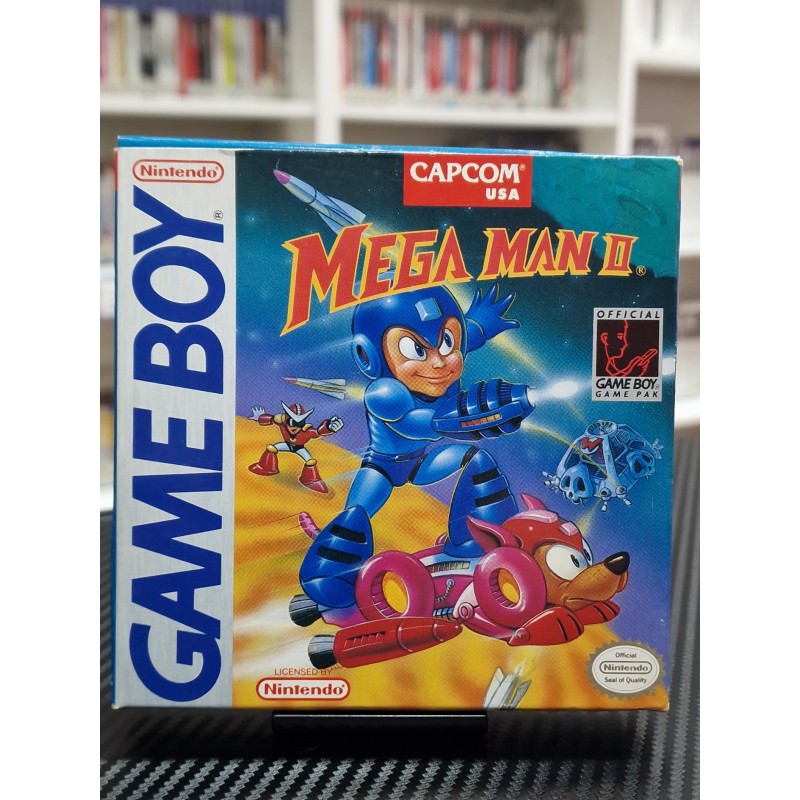 Nintendo®
GAME BOY®
CAPCOM®
USA
MEGA MAN II®
OFFICIAL
GAME BOY
GAME PAK
LICENSED BY
Nintendo®
Official
Nintendo
Seal of Quality